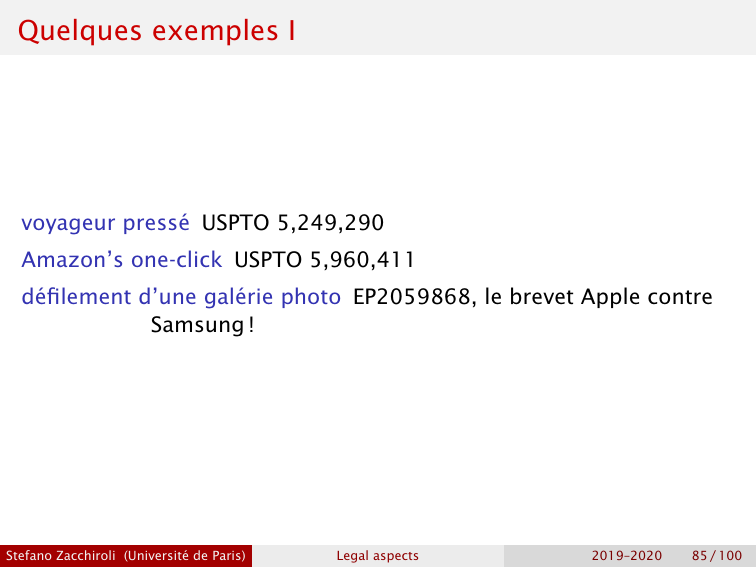 Quelques exemples I
voyageur pressé USPTO 5,249,290
Amazon’s one-click USPTO 5,960,411
défilement d’une galérie photo EP2059868, le brevet Apple contre
Samsung !
Stefano Zacchiroli (Université de Paris) Legal aspects 2019–2020 85 / 100